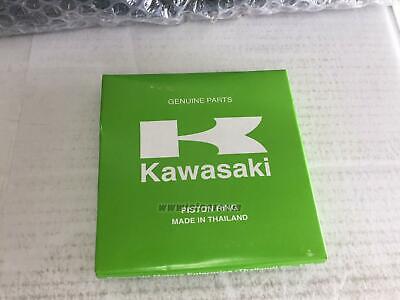 GENUINE PARTS
Kawasaki
PISTON RING
MADE IN THAILAND